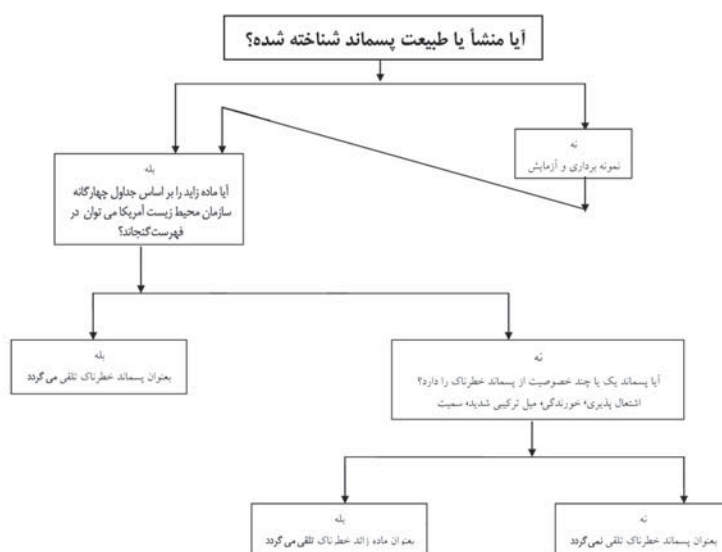 آیا منشأ یا طبیعت پسماند شناخته شده؟
نه
نمونه برداری و آزمایش
بله
آیا ماده زاید را بر اساس جداول چهارگانه
سازمان محیط زیست آمریکا می توان در
فهرست گنجاند؟
بله
بعنوان پسماند خطرناک تلقی می گردد
نه
آیا پسماند یک یا چند خصوصیت از پسماند خطرناک را دارد؟
اشتعال پذیری، خورندگی، میل ترکیبی شدید، سمیت
بله
بعنوان ماده زائد خطرناک تلقی می گردد
نه
بعنوان پسماند خطرناک تلقی نمی گردد